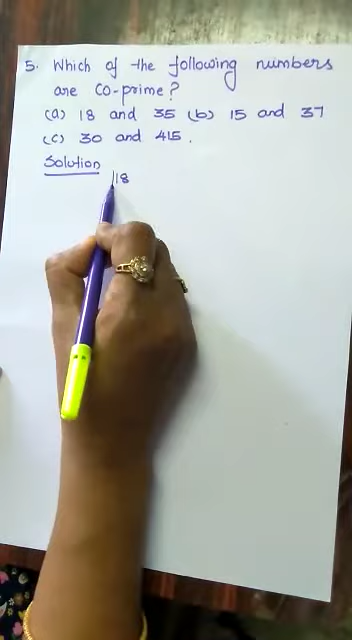 5. Which of the following numbers
are co-prime?
(a) 18 and 35 (b) 15 and 37
(c) 30 and 415.
Solution
18